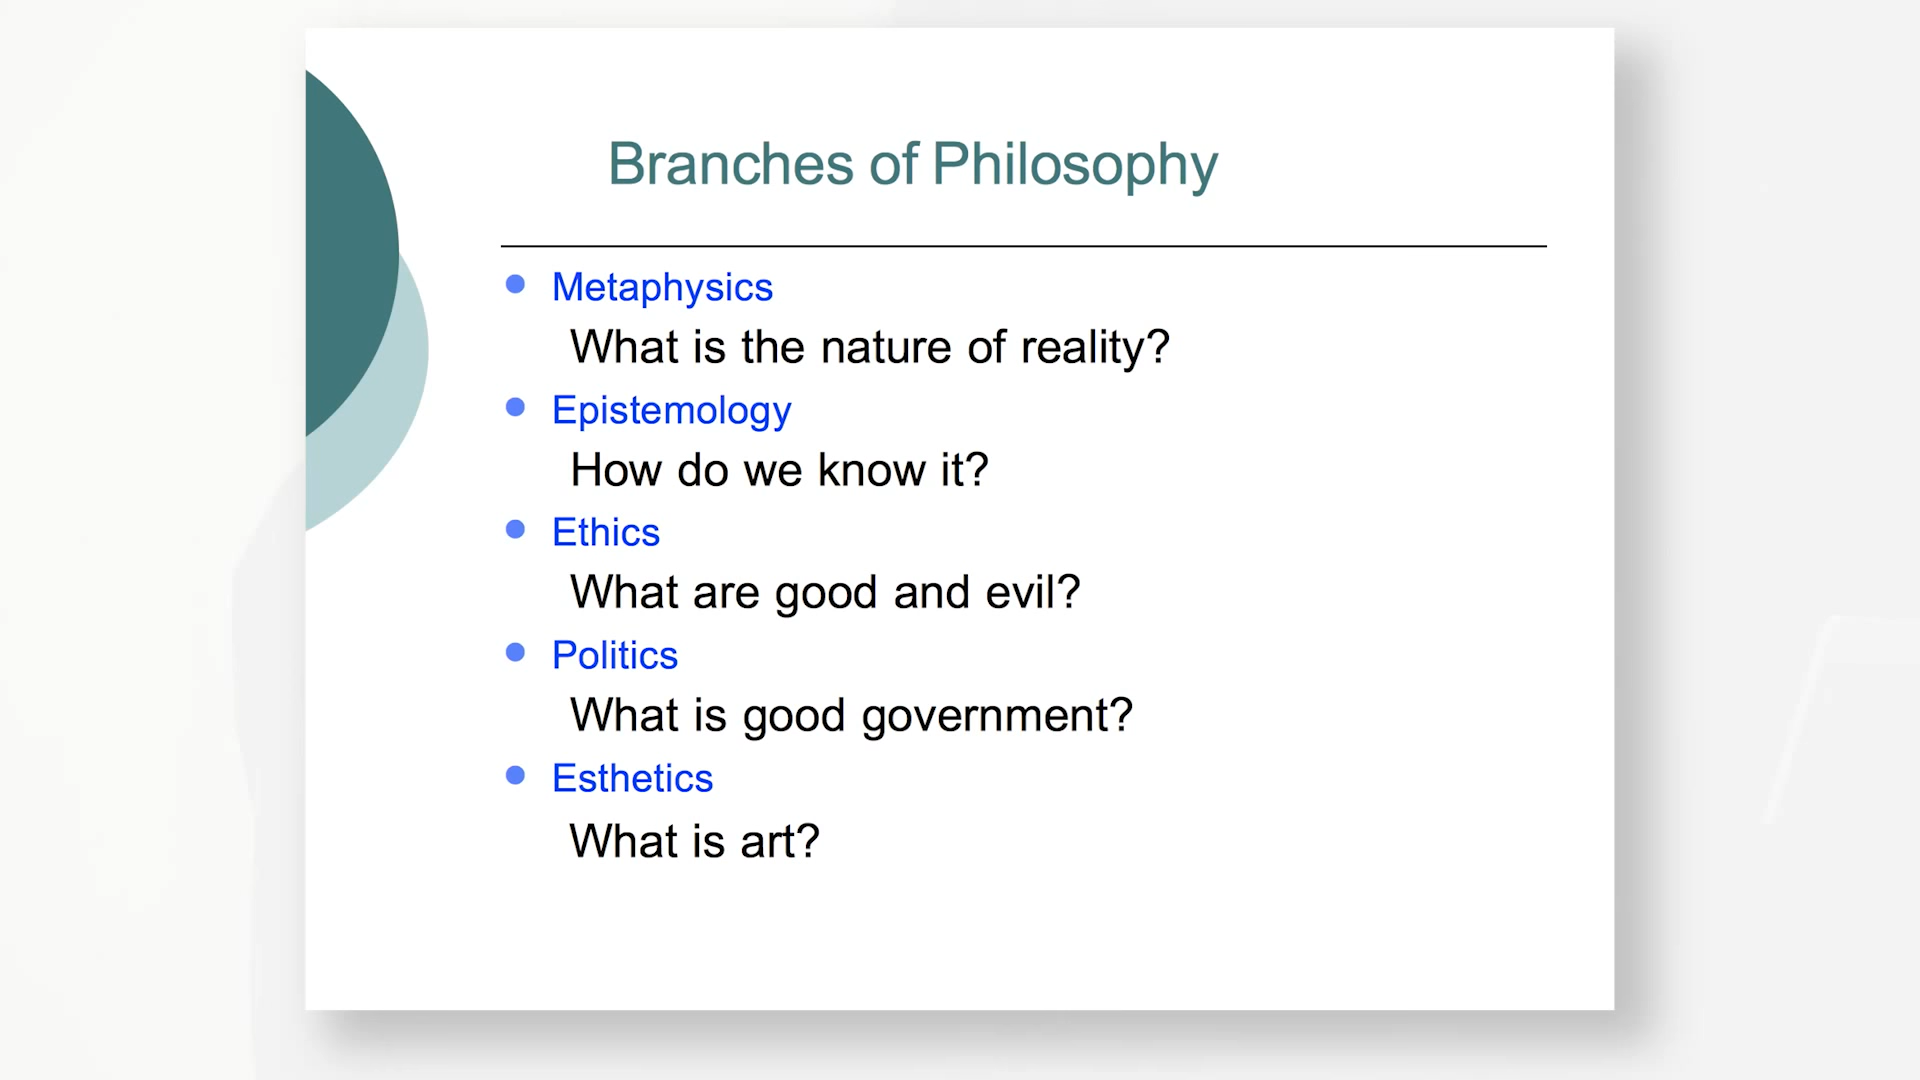 Branches of Philosophy
Metaphysics
What is the nature of reality?
Epistemology
How do we know it?
Ethics
What are good and evil?
Politics
What is good government?
Esthetics
What is art?